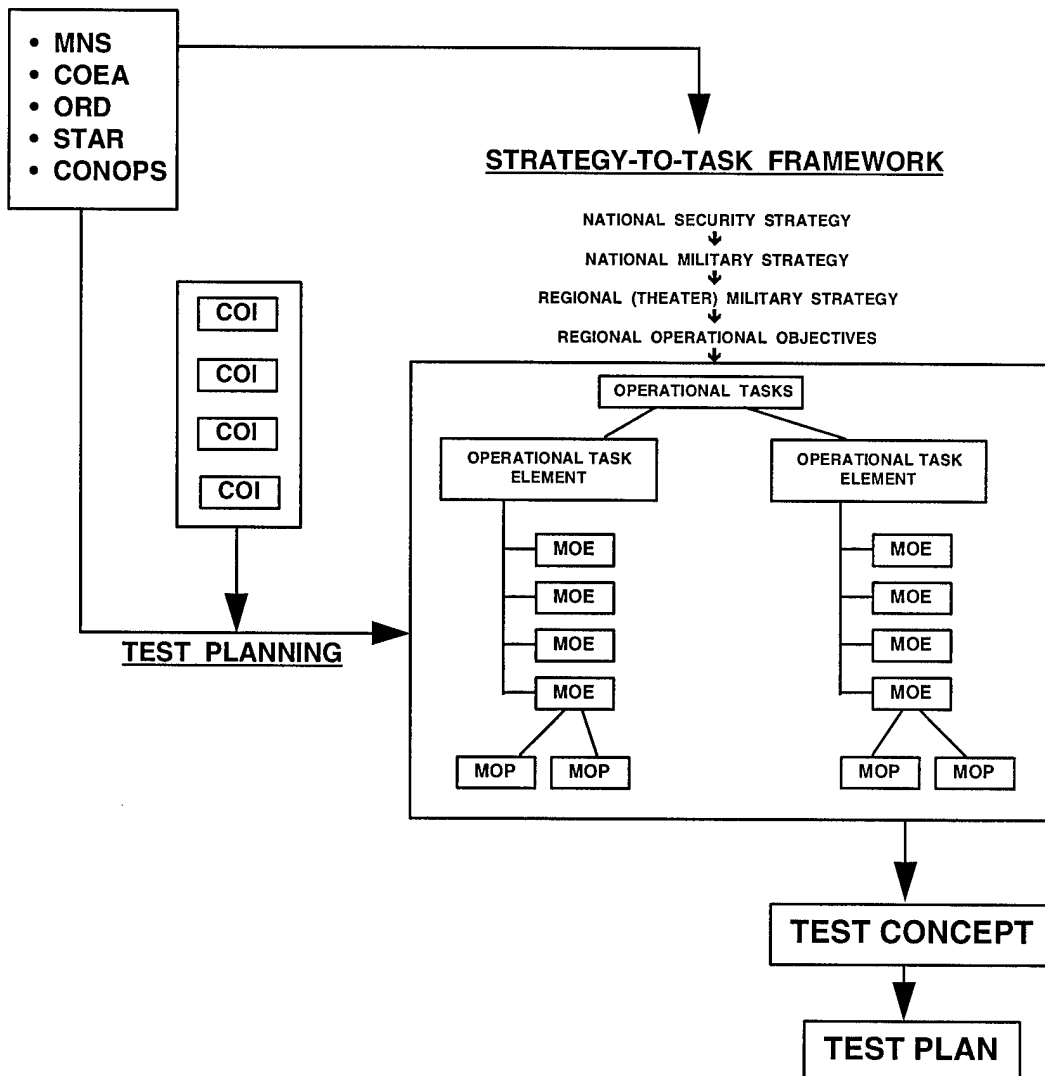 • MNS
• COEA
• ORD
• STAR
• CONOPS
STRATEGY-TO-TASK FRAMEWORK
NATIONAL SECURITY STRATEGY
NATIONAL MILITARY STRATEGY
REGIONAL (THEATER) MILITARY STRATEGY
REGIONAL OPERATIONAL OBJECTIVES
COI
COI
COI
COI
TEST PLANNING
OPERATIONAL TASKS
OPERATIONAL TASK
ELEMENT
MOE
MOE
MOE
MOE
MOP
MOP
OPERATIONAL TASK
ELEMENT
MOE
MOE
MOE
MOE
MOP
MOP
TEST CONCEPT
TEST PLAN